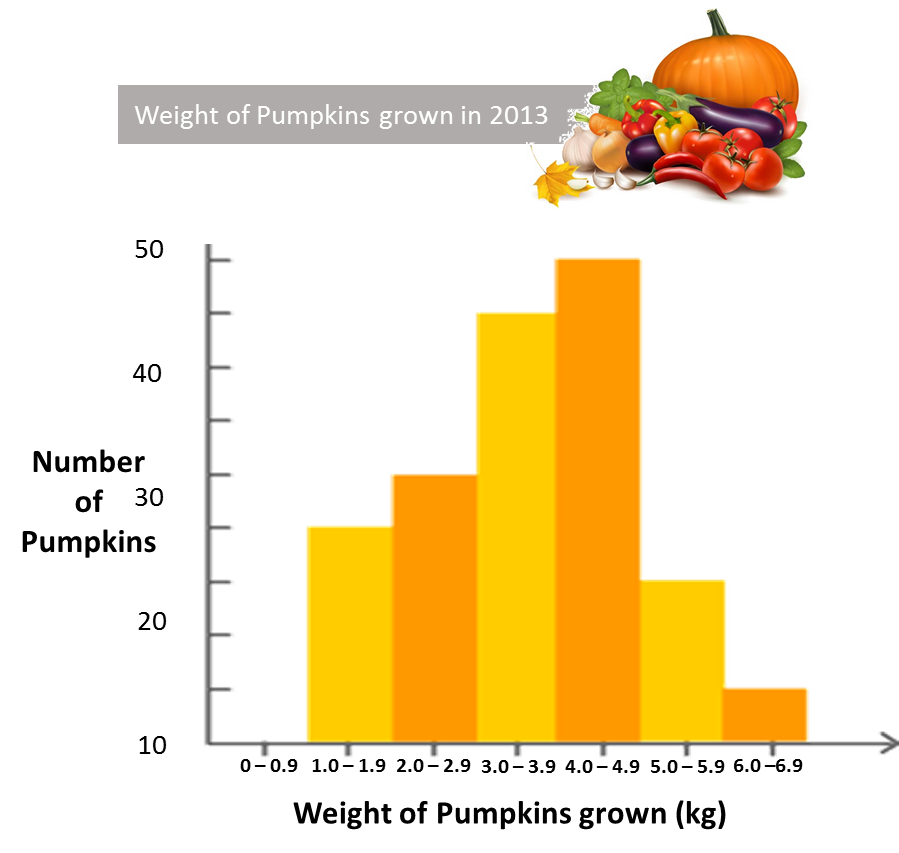 Weight of Pumpkins grown in 2013
50
40
30
20
10
Number
of
Pumpkins
0 – 0.9 1.0 – 1.9 2.0 – 2.9 3.0 – 3.9 4.0 – 4.9 5.0 – 5.9 6.0 –6.9
Weight of Pumpkins grown (kg)